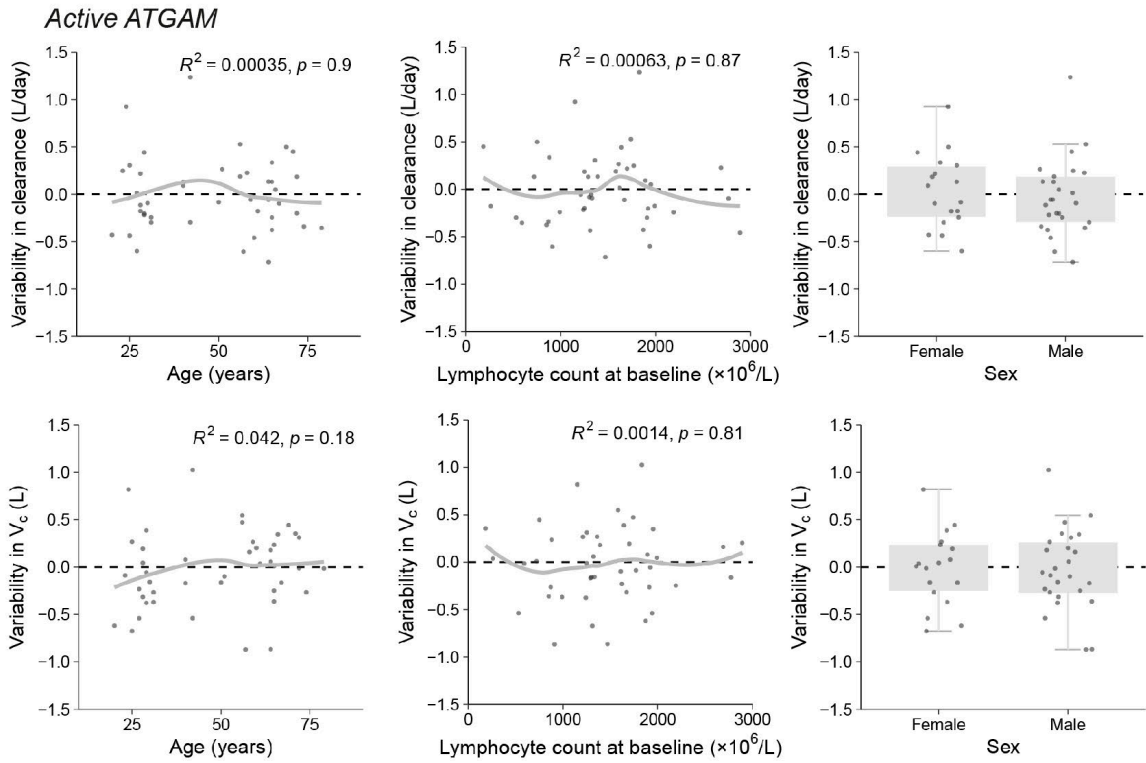 Active ATGAM
R² = 0.00035, p = 0.9
Variability in clearance (L/day)
1.5
1.0
0.5
0.0
−0.5
−1.0
−1.5
25
50
75
Age (years)
R² = 0.00063, p = 0.87
Variability in clearance (L/day)
1.5
1.0
0.5
0.0
−0.5
−1.0
−1.5
0
1000
2000
3000
Lymphocyte count at baseline (×10⁶/L)
Variability in clearance (L/day)
1.5
1.0
0.5
0.0
−0.5
−1.0
−1.5
Female
Male
Sex
R² = 0.042, p = 0.18
Variability in Vc (L)
1.5
1.0
0.5
0.0
−0.5
−1.0
−1.5
25
50
75
Age (years)
R² = 0.0014, p = 0.81
Variability in Vc (L)
1.5
1.0
0.5
0.0
−0.5
−1.0
−1.5
0
1000
2000
3000
Lymphocyte count at baseline (×10⁶/L)
Variability in Vc (L)
1.5
1.0
0.5
0.0
−0.5
−1.0
−1.5
Female
Male
Sex